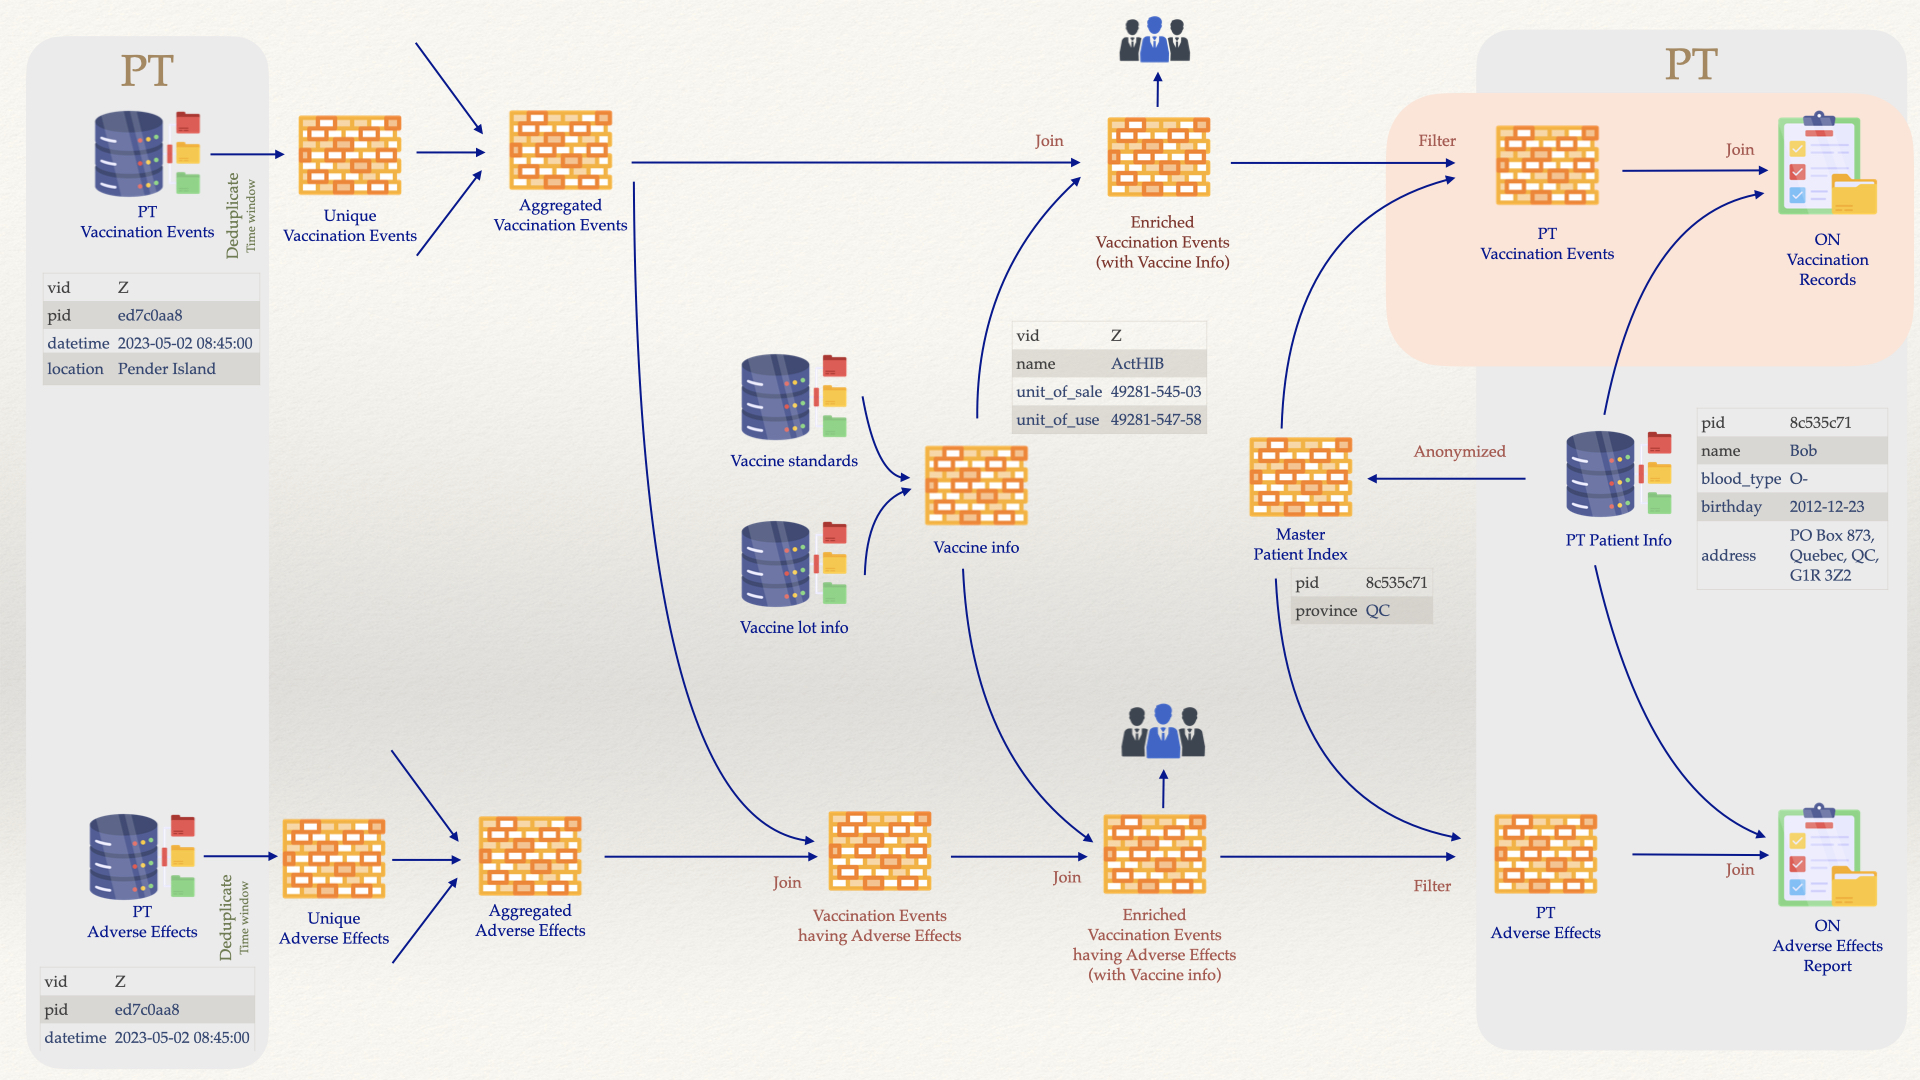 PT
PT
Vaccination Events
Deduplicate
Time window
vid Z
pid ed7c0aa8
datetime 2023-05-02 08:45:00
location Pender Island
Unique
Vaccination Events
Aggregated
Vaccination Events
Join
Enriched
Vaccination Events
(with Vaccine Info)
Filter
PT
PT
Vaccination Events
Join
ON
Vaccination
Records
vid Z
name ActHIB
unit_of_sale 49281-545-03
unit_of_use 49281-547-58
Vaccine standards
Vaccine lot info
Vaccine info
Anonymized
Master
Patient Index
pid 8c535c71
province QC
PT Patient Info
pid 8c535c71
name Bob
blood_type O-
birthday 2012-12-23
address PO Box 873,
Quebec, QC,
G1R 3Z2
PT
Adverse Effects
Deduplicate
Time window
vid Z
pid ed7c0aa8
datetime 2023-05-02 08:45:00
Unique
Adverse Effects
Aggregated
Adverse Effects
Join
Vaccination Events
having Adverse Effects
Join
Enriched
Vaccination Events
having Adverse Effects
(with Vaccine info)
Filter
PT
Adverse Effects
Join
ON
Adverse Effects
Report